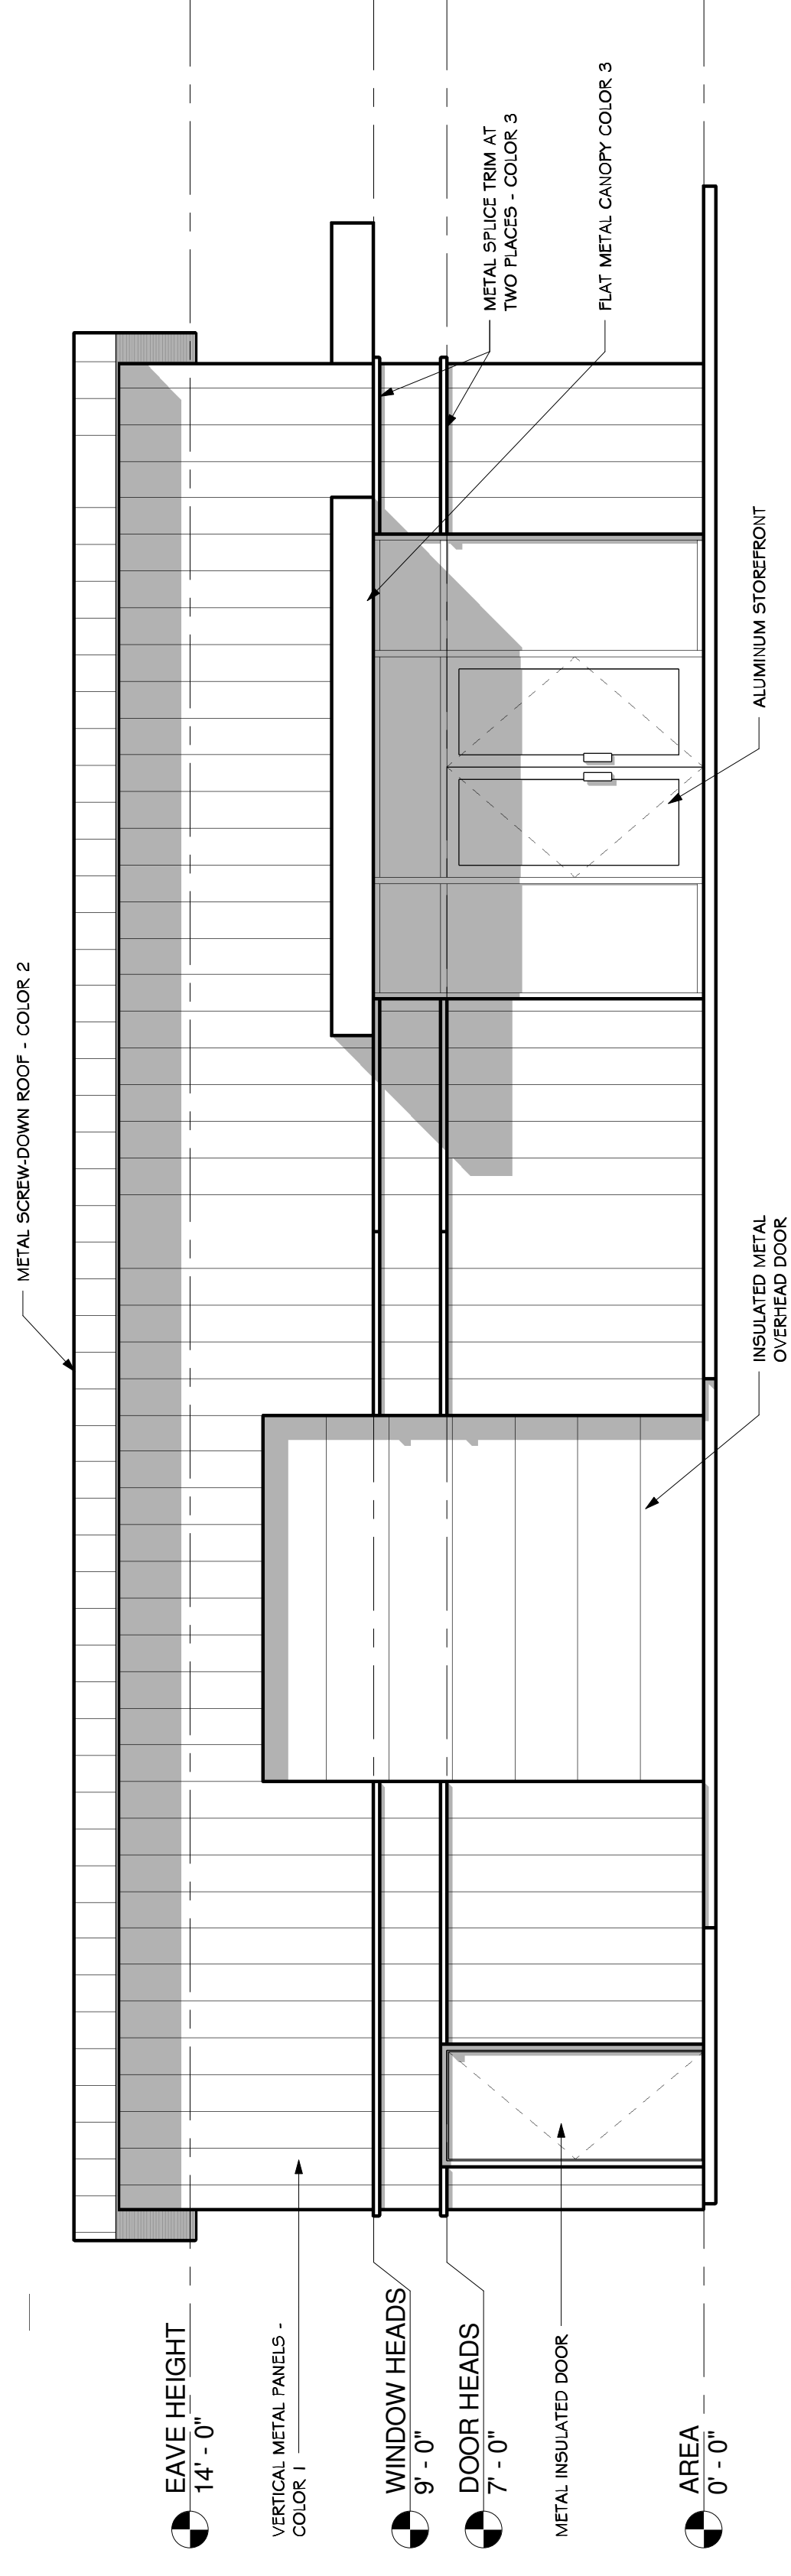 METAL SCREW-DOWN ROOF - COLOR 2
EAVE HEIGHT
14' - 0"
VERTICAL METAL PANELS -
COLOR 1
WINDOW HEADS
9' - 0"
DOOR HEADS
7' - 0"
METAL INSULATED DOOR
AREA
0' - 0"
METAL SPLICE TRIM AT
TWO PLACES - COLOR 3
FLAT METAL CANOPY COLOR 3
ALUMINUM STOREFRONT
INSULATED METAL
OVERHEAD DOOR